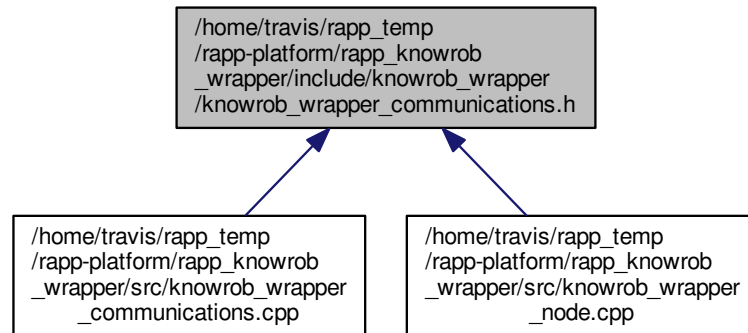 /home/travis/rapp_temp
/rapp-platform/rapp_knowrob
_wrapper/include/knowrob_wrapper
/knowrob_wrapper_communications.h
/home/travis/rapp_temp
/rapp-platform/rapp_knowrob
_wrapper/src/knowrob_wrapper
_communications.cpp
/home/travis/rapp_temp
/rapp-platform/rapp_knowrob
_wrapper/src/knowrob_wrapper
_node.cpp